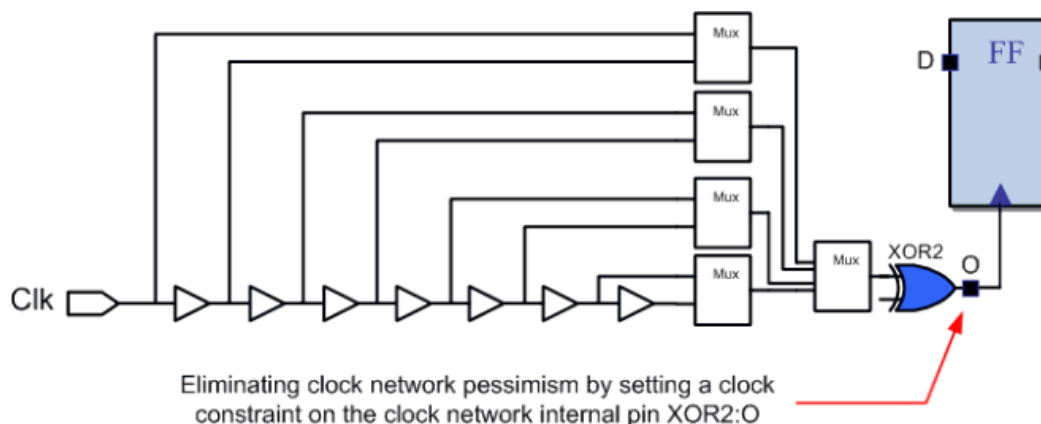 Mux
FF
D
Mux
Mux
XOR2
Mux
Mux
O
Clk
Eliminating clock network pessimism by setting a clock
constraint on the clock network internal pin XOR2:O